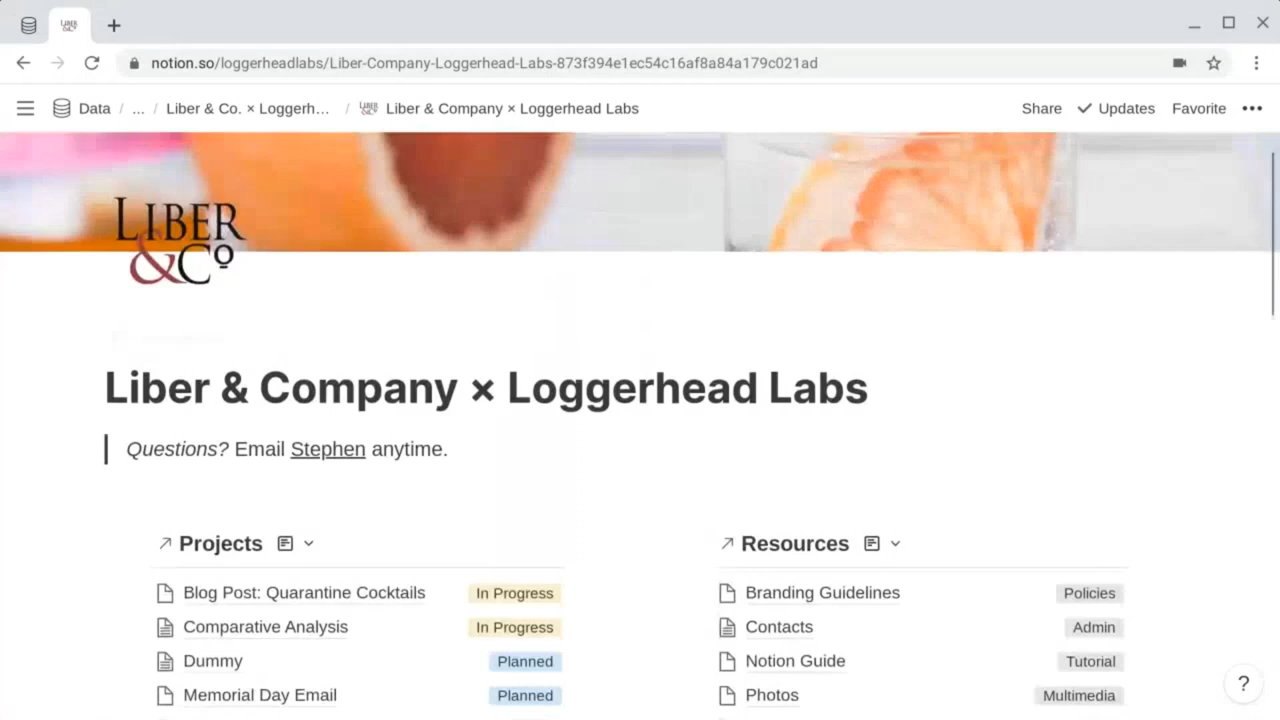 notion.so/loggerheadlabs/Liber-Company-Loggerhead-Labs-873f394e1ec54c16af8a84a179c021ad
Data / ... / Liber & Co. × Loggerh... / Liber & Company × Loggerhead Labs
Share Updates Favorite
LIBER
&Co
Liber & Company × Loggerhead Labs
Questions? Email Stephen anytime.
Projects
Blog Post: Quarantine Cocktails In Progress
Comparative Analysis In Progress
Dummy Planned
Memorial Day Email Planned
Resources
Branding Guidelines Policies
Contacts Admin
Notion Guide Tutorial
Photos Multimedia
?